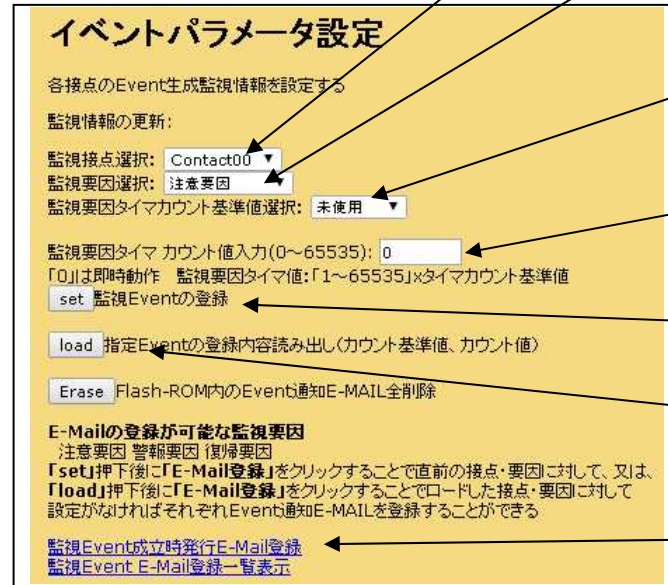 イベントパラメータ設定
各接点のEvent生成監視情報を設定する
監視情報の更新:
監視接点選択: Contact00 ▼
監視要因選択: 注意要因 ▼
監視要因タイマカウント基準値選択: 未使用 ▼
監視要因タイマ カウント値入力(0～65535): 0
「0」は即時動作 監視要因タイマ値:「1～65535」xタイマカウント基準値
set 監視Eventの登録
load 指定Eventの登録内容読み出し(カウント基準値、カウント値)
Erase Flash-ROM内のEvent通知E-MAIL全削除
E-Mailの登録が可能な監視要因
注意要因 警報要因 復帰要因
「set」押下後に「E-Mail登録」をクリックすることで直前の接点・要因に対して、又は、
「load」押下後に「E-Mail登録」をクリックすることでロードした接点・要因に対して
設定がなければそれぞれEvent通知E-MAILを登録することができる
監視Event成立時発行E-Mail登録
監視Event E-Mail登録一覧表示